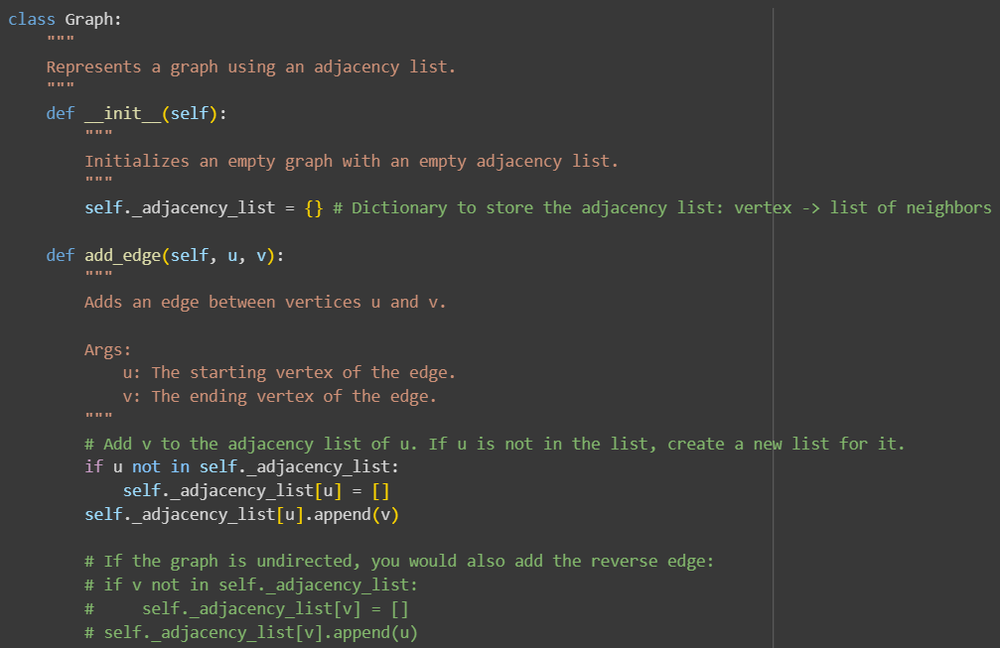 class Graph:
    """
    Represents a graph using an adjacency list.
    """
    def __init__(self):
        """
        Initializes an empty graph with an empty adjacency list.
        """
        self._adjacency_list = {} # Dictionary to store the adjacency list: vertex -> list of neighbors

    def add_edge(self, u, v):
        """
        Adds an edge between vertices u and v.

        Args:
            u: The starting vertex of the edge.
            v: The ending vertex of the edge.
        """
        # Add v to the adjacency list of u. If u is not in the list, create a new list for it.
        if u not in self._adjacency_list:
            self._adjacency_list[u] = []
        self._adjacency_list[u].append(v)

        # If the graph is undirected, you would also add the reverse edge:
        # if v not in self._adjacency_list:
        #     self._adjacency_list[v] = []
        # self._adjacency_list[v].append(u)